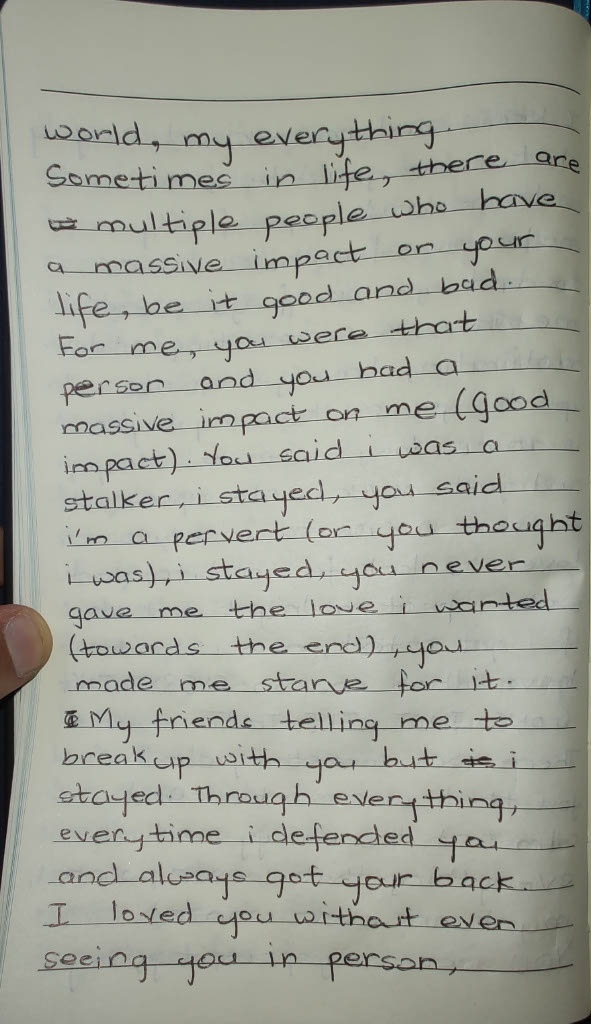 world, my everything.
Sometimes in life, there are
multiple people who have
a massive impact on your
life, be it good and bad.
For me, you were that
person and you had a
massive impact on me (good
impact). You said i was a
stalker, i stayed, you said
i'm a pervert (or you thought
i was), i stayed, you never
gave me the love i wanted
(towards the end), you
made me starve for it.
My friends telling me to
breakup with you but i
stayed. Through everything,
everytime i defended you
and always got your back.
I loved you without even
seeing you in person,